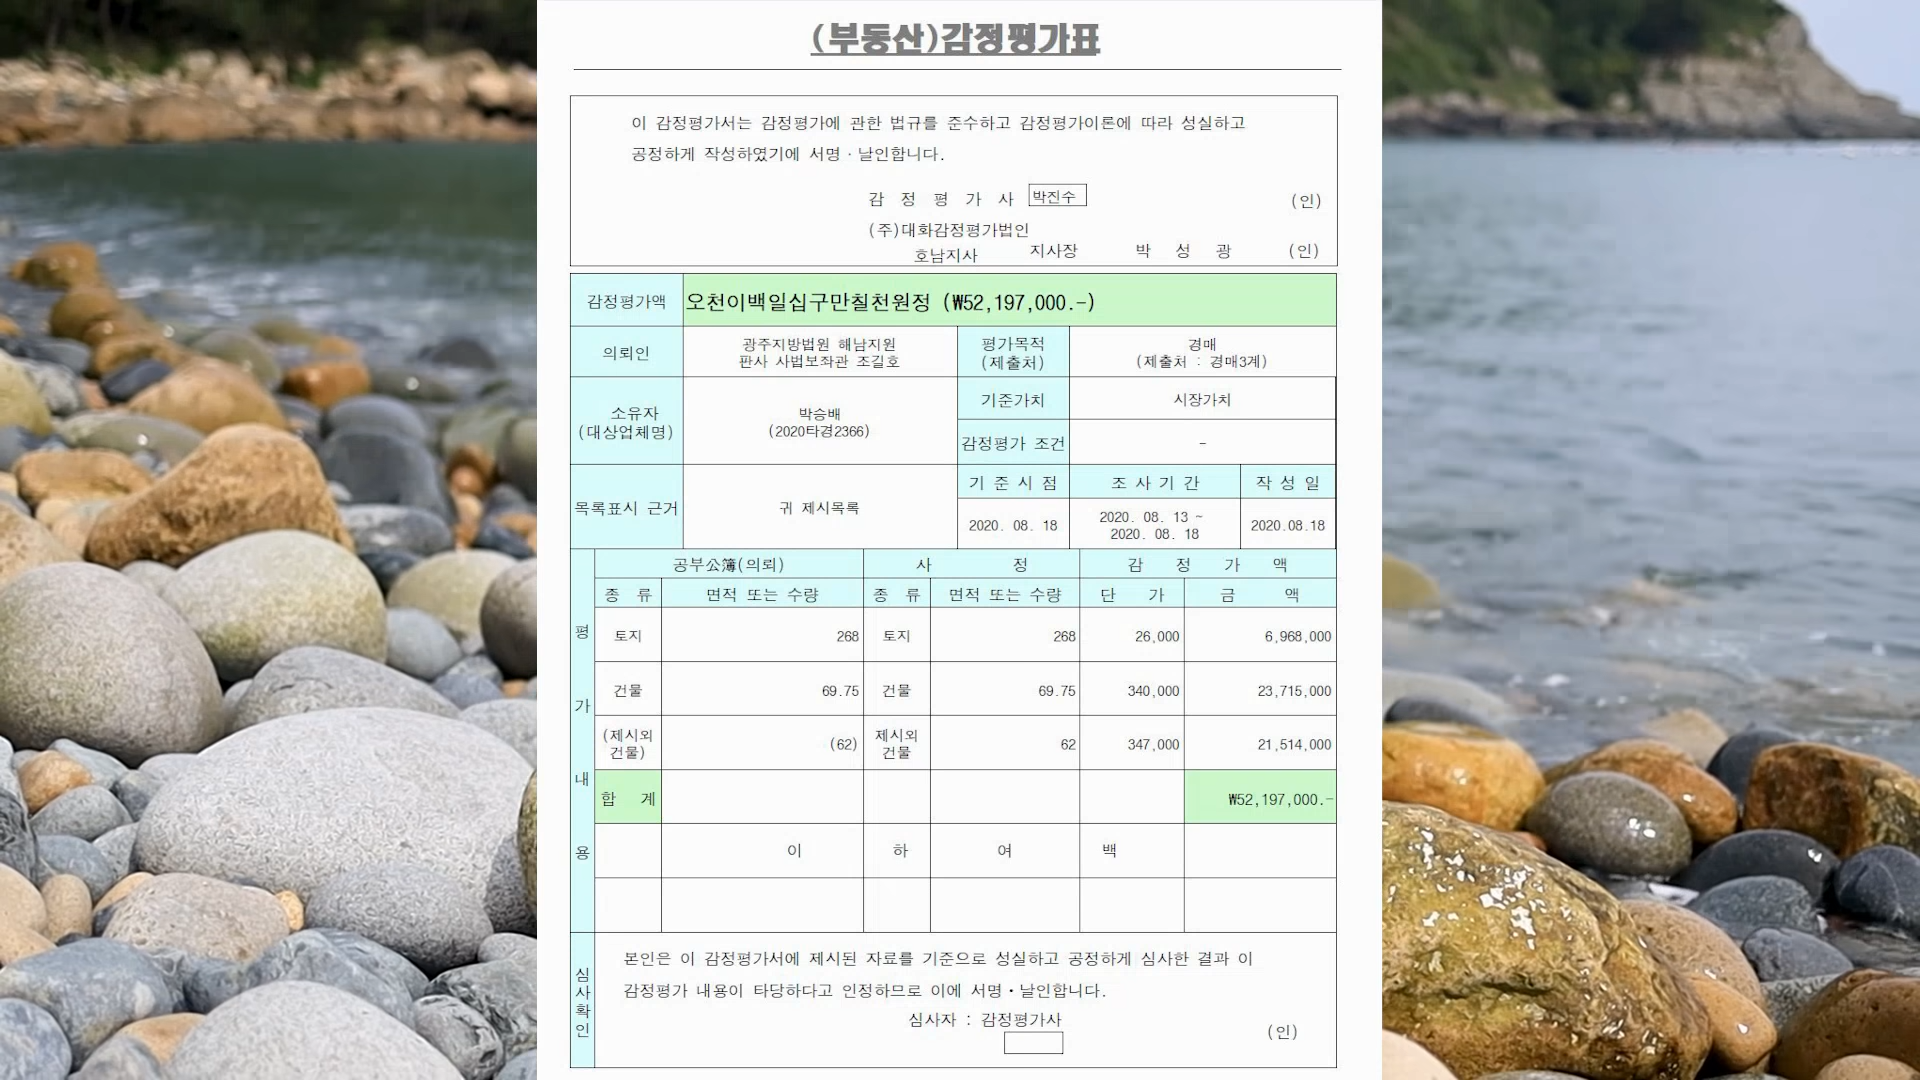 (부동산)감정평가표
이 감정평가서는 감정평가에 관한 법규를 준수하고 감정평가이론에 따라 성실하고
공정하게 작성하였기에 서명·날인합니다.
감 정 평 가 사 박진수 (인)
(주)대화감정평가법인
호남지사 지사장 박 성 광 (인)
감정평가액 오천이백일십구만칠천원정 (₩52,197,000.-)
의뢰인 광주지방법원 해남지원 판사 사법보좌관 조길호 평가목적 (제출처) 경매 (제출처 : 경매3계)
소유자 (대상업체명) 박승배 (2020타경2366) 기준가치 시장가치
감정평가 조건 -
목록표시 근거 귀 제시목록 기 준 시 점 조 사 기 간 작 성 일
2020. 08. 18 2020. 08. 13 ~ 2020. 08. 18 2020.08.18
평 가 내 용
공부公簿(의뢰) 사 정 감 정 가 액
종 류 면적 또는 수량 종 류 면적 또는 수량 단 가 금 액
토지 268 토지 268 26,000 6,968,000
건물 69.75 건물 69.75 340,000 23,715,000
(제시외 건물) (62) 제시외 건물 62 347,000 21,514,000
합 계 ₩52,197,000.-
이 하 여 백
심사확인
본인은 이 감정평가서에 제시된 자료를 기준으로 성실하고 공정하게 심사한 결과 이
감정평가 내용이 타당하다고 인정하므로 이에 서명·날인합니다.
심사자 : 감정평가사
(인)